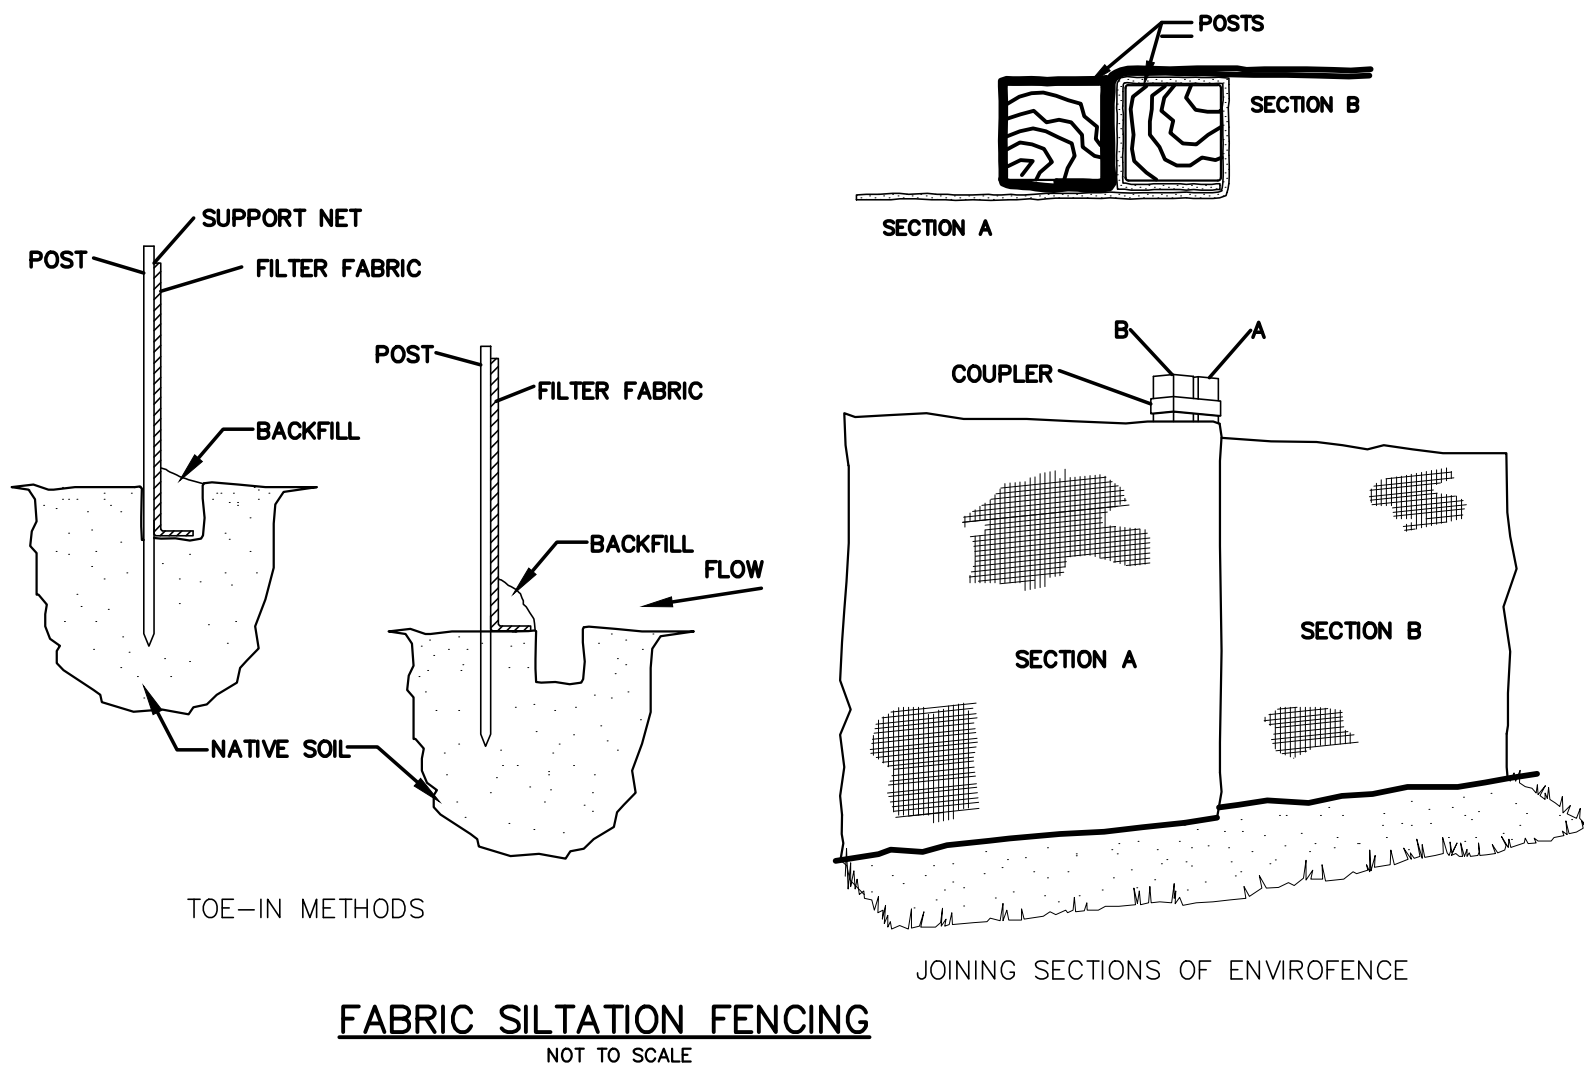 POSTS
SECTION B
SECTION A
SUPPORT NET
POST
FILTER FABRIC
POST
FILTER FABRIC
BACKFILL
BACKFILL
FLOW
NATIVE SOIL
TOE-IN METHODS
B
A
COUPLER
SECTION A
SECTION B
JOINING SECTIONS OF ENVIROFENCE
FABRIC SILTATION FENCING
NOT TO SCALE